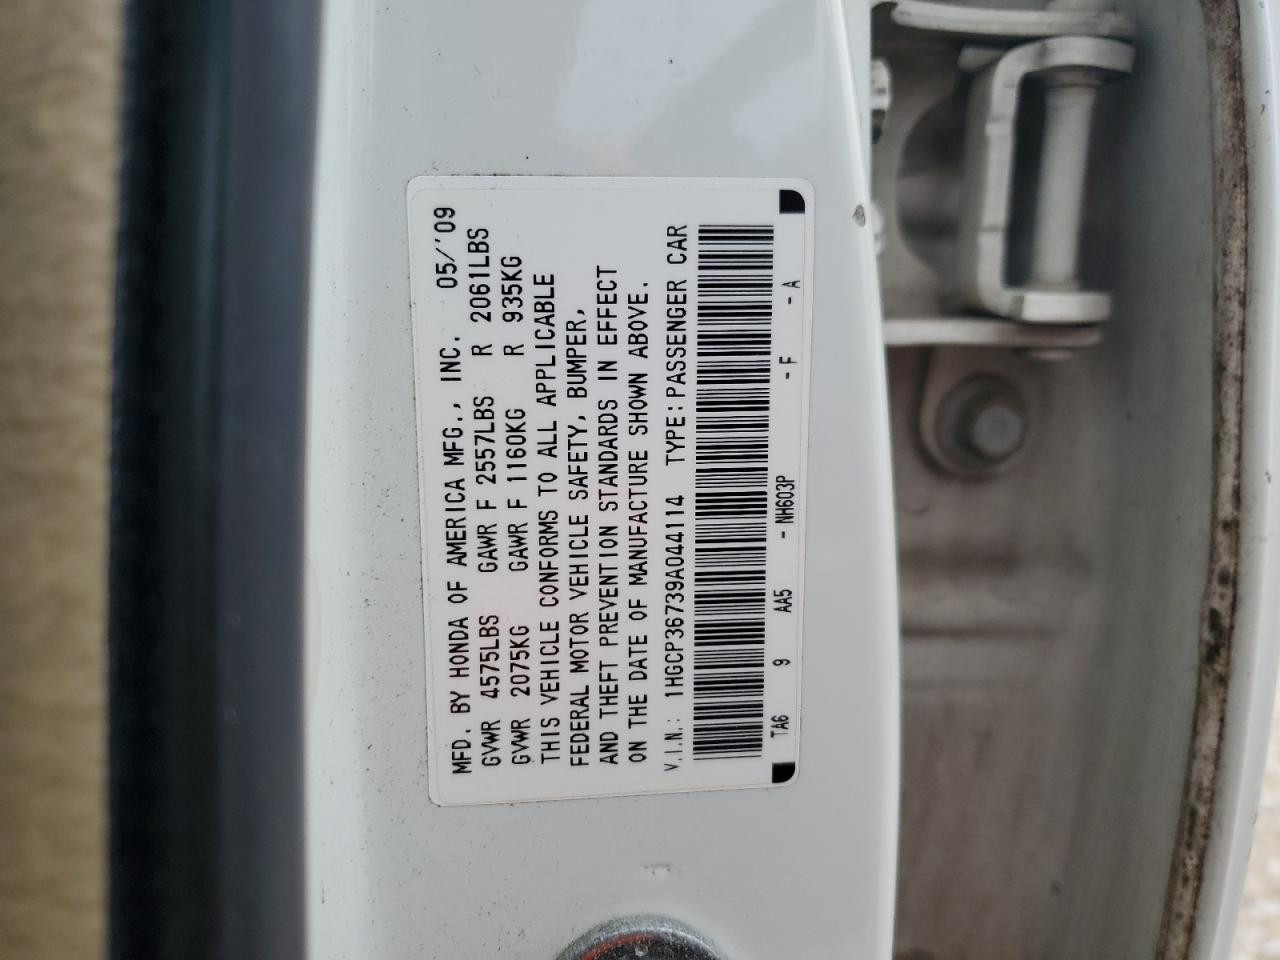 MFD. BY HONDA OF AMERICA MFG., INC. 05/'09
GVWR 4575LBS GAWR F 2557LBS R 2061LBS
GVWR 2075KG GAWR F 1160KG R 935KG
THIS VEHICLE CONFORMS TO ALL APPLICABLE
FEDERAL MOTOR VEHICLE SAFETY, BUMPER,
AND THEFT PREVENTION STANDARDS IN EFFECT
ON THE DATE OF MANUFACTURE SHOWN ABOVE.
V.I.N.: 1HGCP36739A044114 TYPE:PASSENGER CAR
TA6 9 AA5 - NH603P - F - A